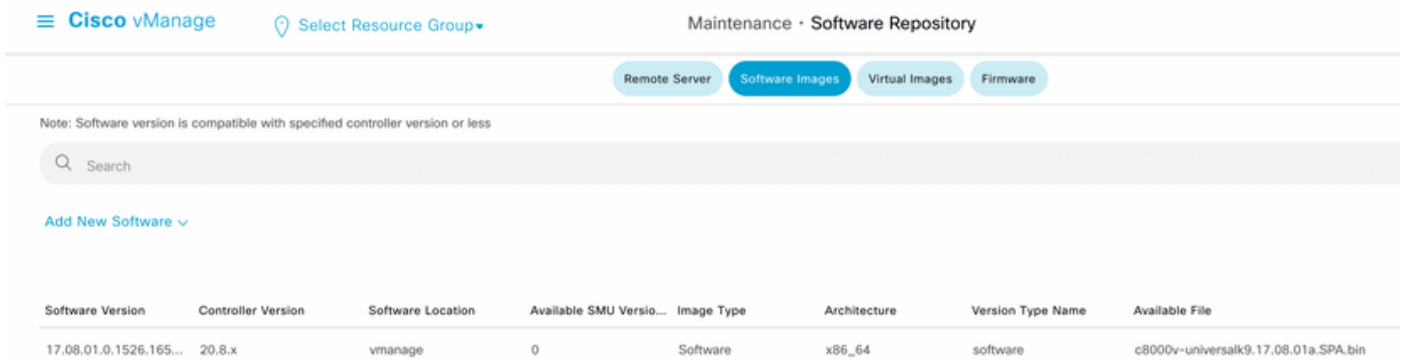 Cisco vManage Select Resource Group Maintenance · Software Repository
Remote Server Software Images Virtual Images Firmware
Note: Software version is compatible with specified controller version or less
Search
Add New Software
Software Version Controller Version Software Location Available SMU Versio... Image Type Architecture Version Type Name Available File
17.08.01.0.1526.165... 20.8.x vmanage 0 Software x86_64 software c8000v-universalk9.17.08.01a.SPA.bin